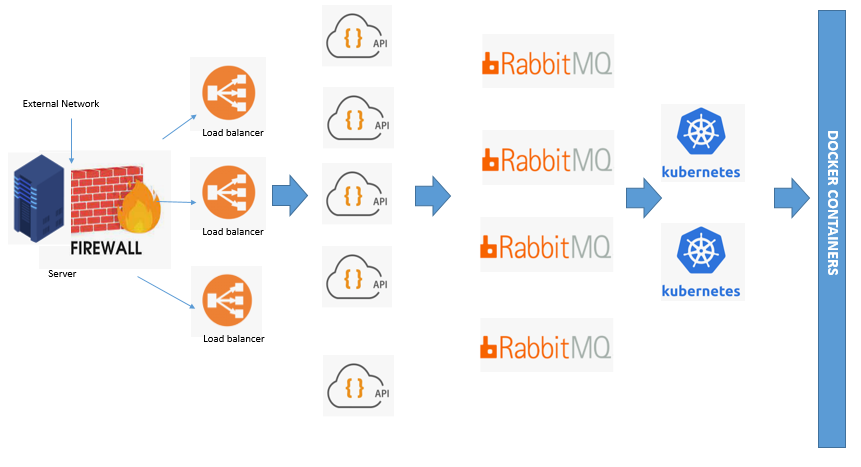 External Network
FIREWALL
Server
Load balancer
Load balancer
Load balancer
{ } API
{ } API
{ } API
{ } API
{ } API
RabbitMQ
RabbitMQ
RabbitMQ
RabbitMQ
kubernetes
kubernetes
DOCKER CONTAINERS